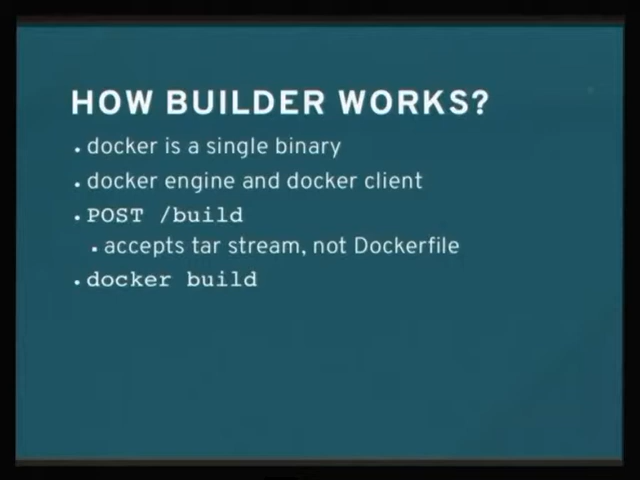 HOW BUILDER WORKS?
docker is a single binary
docker engine and docker client
POST /build
accepts tar stream, not Dockerfile
docker build